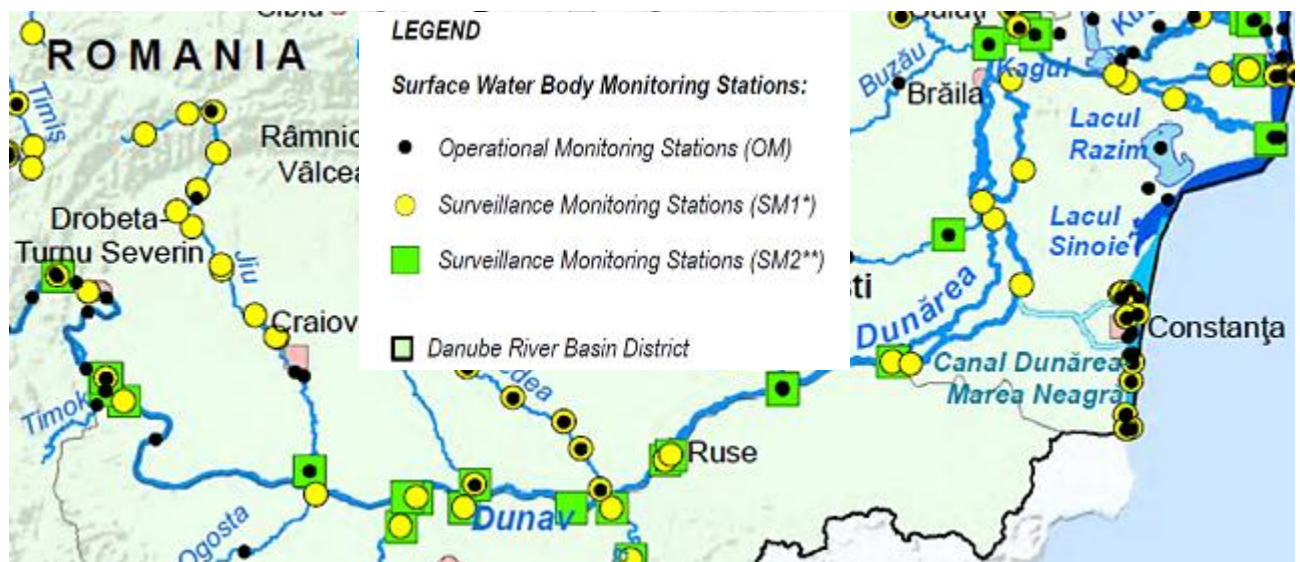 ROMANIA
Timiş
Râmnic
Vâlcea
Drobeta-
Turnu Severin
Jiu
Craiov
Timok
Ogosta
Dunav
Ruse
LEGEND
Surface Water Body Monitoring Stations:
Operational Monitoring Stations (OM)
Surveillance Monitoring Stations (SM1*)
Surveillance Monitoring Stations (SM2**)
Danube River Basin District
Buzău
Brăila
Kagul
Lacul
Razim
Lacul
Sinoie
ti
Dunărea
Constanţa
Canal Dunărea
Marea Neagră